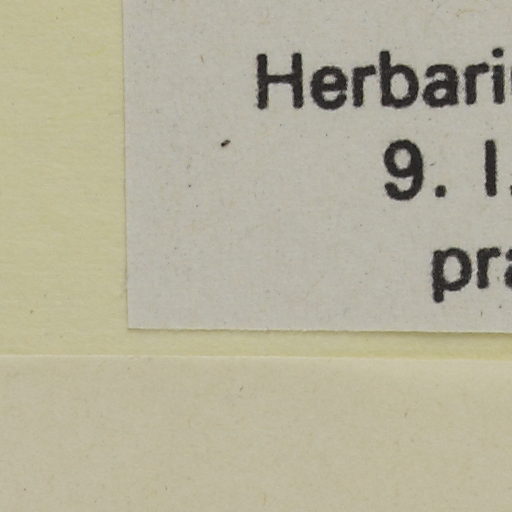 Herbari
9. I.
pra